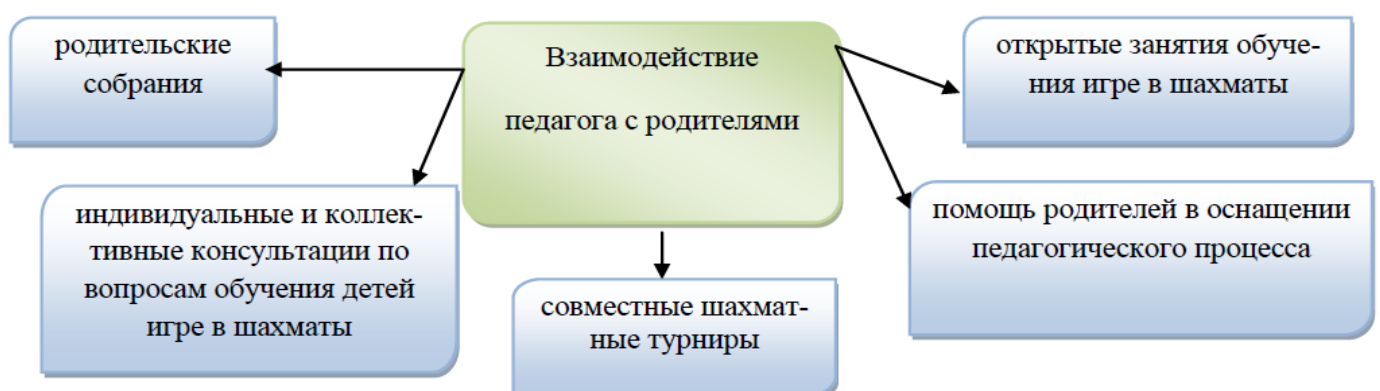 родительские
собрания
Взаимодействие
педагога с родителями
открытые занятия обуче-
ния игре в шахматы
индивидуальные и коллек-
тивные консультации по
вопросам обучения детей
игре в шахматы
совместные шахмат-
ные турниры
помощь родителей в оснащении
педагогического процесса